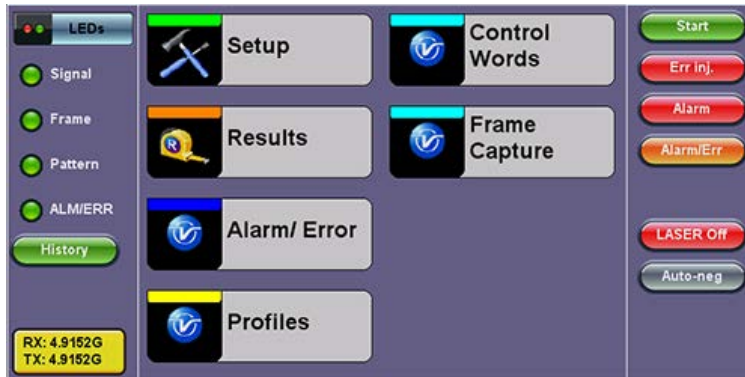 LEDs
Signal
Frame
Pattern
ALM/ERR
History
RX: 4.9152G
TX: 4.9152G
Setup
Control
Words
R
Results
Frame
Capture
Alarm/ Error
Profiles
Start
Err inj.
Alarm
Alarm/Err
LASER Off
Auto-neg